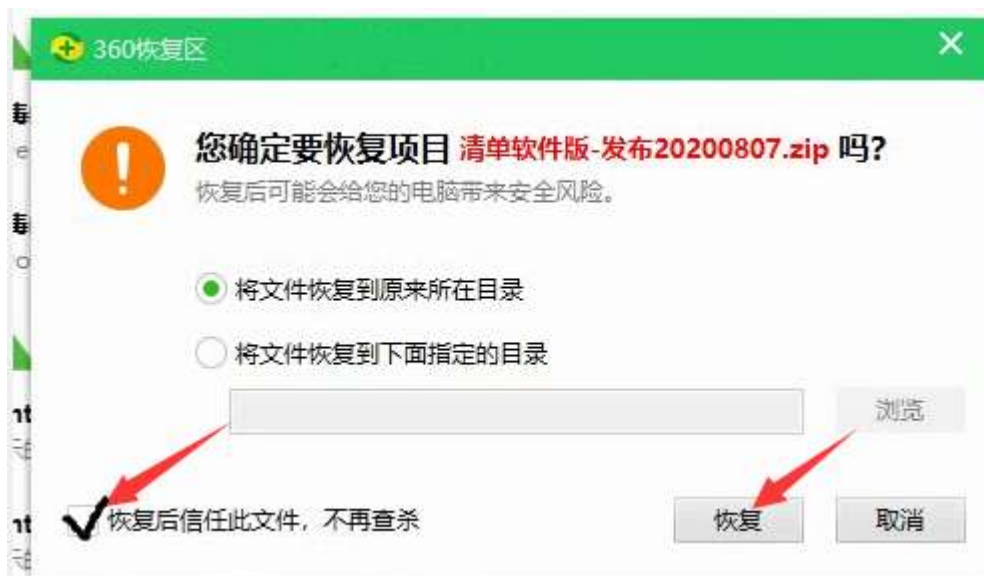 360恢复区
您确定要恢复项目 清单软件版-发布20200807.zip 吗?
恢复后可能会给您的电脑带来安全风险。
将文件恢复到原来所在目录
将文件恢复到下面指定的目录
浏览
恢复后信任此文件，不再查杀
恢复
取消